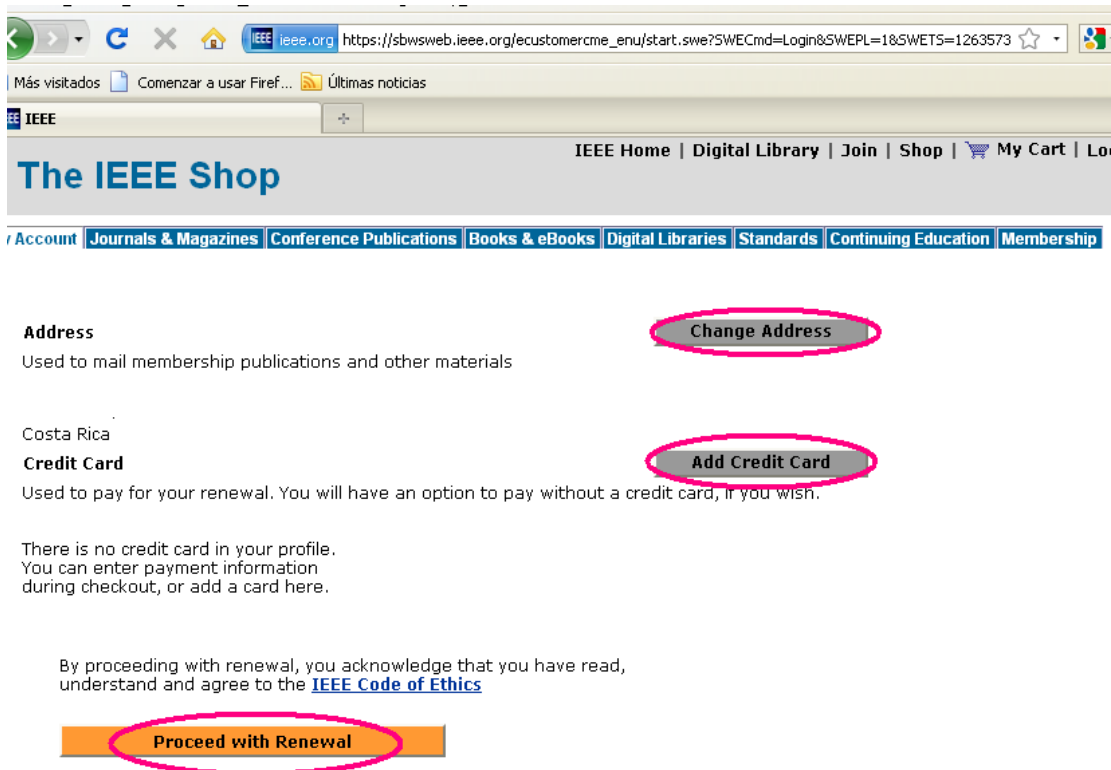 IEEE ieee.org https://sbwsweb.ieee.org/ecustomercme_enu/start.swe?SWECmd=Login&SWEPL=1&SWETS=1263573
Más visitados Comenzar a usar Firef... Últimas noticias
IEEE
IEEE Home | Digital Library | Join | Shop | My Cart |
The IEEE Shop
Account Journals & Magazines Conference Publications Books & eBooks Digital Libraries Standards Continuing Education Membership
Address Change Address
Used to mail membership publications and other materials
Costa Rica
Credit Card Add Credit Card
Used to pay for your renewal. You will have an option to pay without a credit card, if you wish.
There is no credit card in your profile.
You can enter payment information
during checkout, or add a card here.
By proceeding with renewal, you acknowledge that you have read,
understand and agree to the IEEE Code of Ethics
Proceed with Renewal